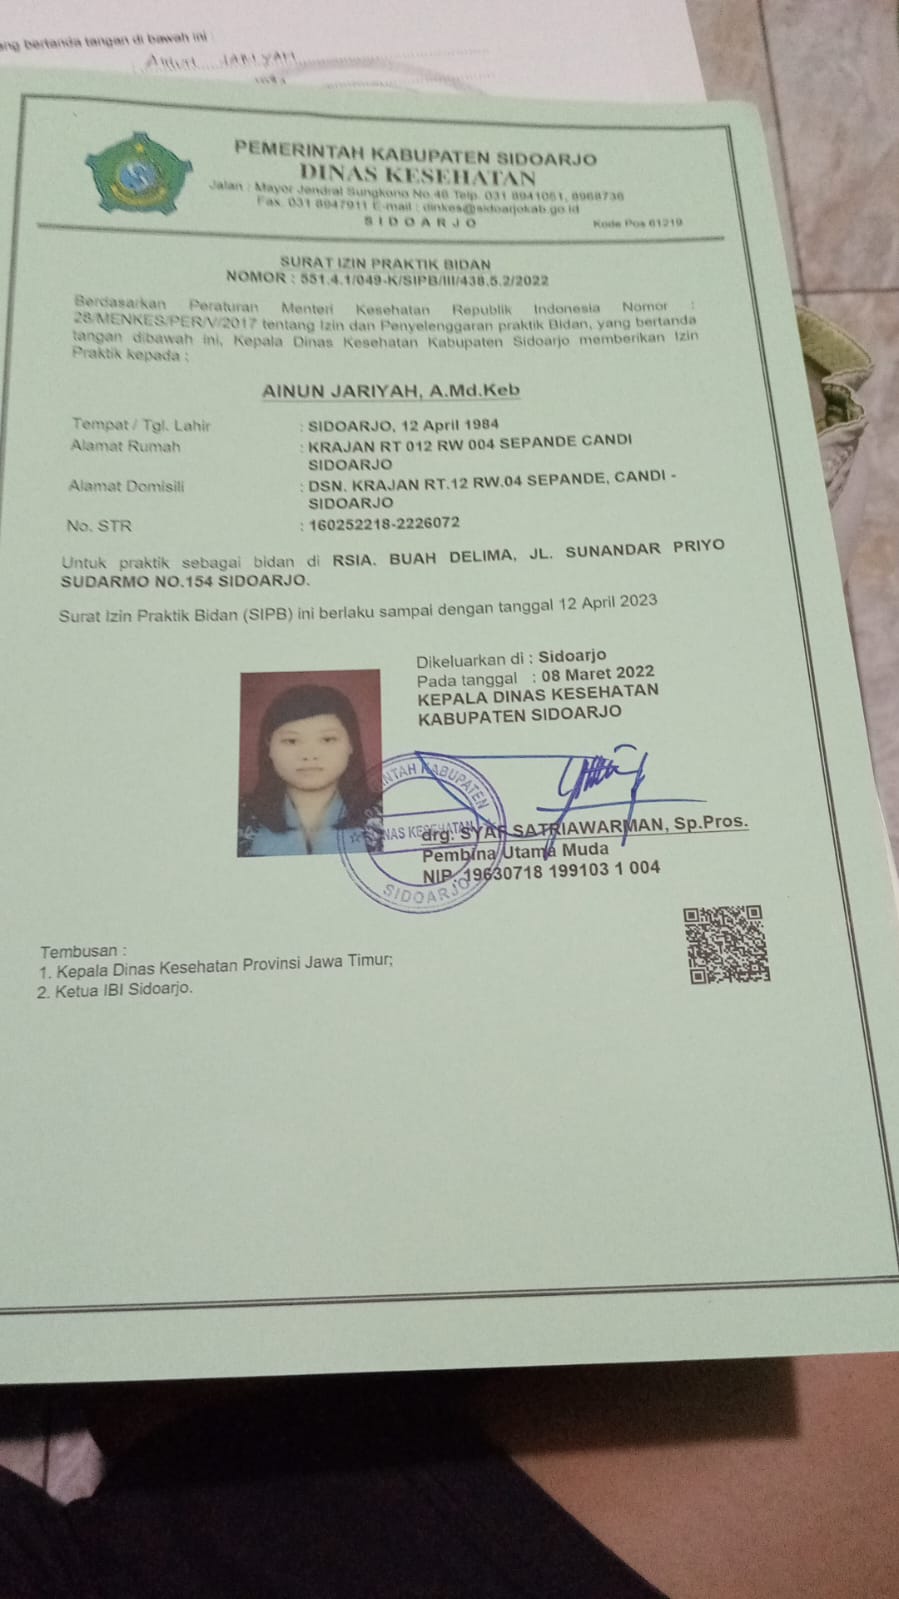 ang bertanda tangan di bawah ini :
PEMERINTAH KABUPATEN SIDOARJO
DINAS KESEHATAN
Jalan : Mayor Jendral Sungkono No.46 Telp. 031 8941051, 8968736
Fax. 031 8947911 E-mail : dinkes@sidoarjokab.go.id
SIDOARJO
Kode Pos 61219
SURAT IZIN PRAKTIK BIDAN
NOMOR : 551.4.1/049-K/SIPB/III/438.5.2/2022
Berdasarkan Peraturan Menteri Kesehatan Republik Indonesia Nomor :
28/MENKES/PER/V/2017 tentang Izin dan Penyelenggaran praktik Bidan, yang bertanda
tangan dibawah ini, Kepala Dinas Kesehatan Kabupaten Sidoarjo memberikan Izin
Praktik kepada :
AINUN JARIYAH, A.Md.Keb
Tempat / Tgl. Lahir : SIDOARJO, 12 April 1984
Alamat Rumah : KRAJAN RT 012 RW 004 SEPANDE CANDI
SIDOARJO
Alamat Domisili : DSN. KRAJAN RT.12 RW.04 SEPANDE, CANDI -
SIDOARJO
No. STR : 160252218-2226072
Untuk praktik sebagai bidan di RSIA. BUAH DELIMA, JL. SUNANDAR PRIYO
SUDARMO NO.154 SIDOARJO.
Surat Izin Praktik Bidan (SIPB) ini berlaku sampai dengan tanggal 12 April 2023
Dikeluarkan di : Sidoarjo
Pada tanggal : 08 Maret 2022
KEPALA DINAS KESEHATAN
KABUPATEN SIDOARJO
NTAH KABUPATEN
NAS KESEHATAN
SIDOARJO
drg. SYAF SATRIAWARMAN, Sp.Pros.
Pembina Utama Muda
NIP. 19630718 199103 1 004
Tembusan :
1. Kepala Dinas Kesehatan Provinsi Jawa Timur;
2. Ketua IBI Sidoarjo.